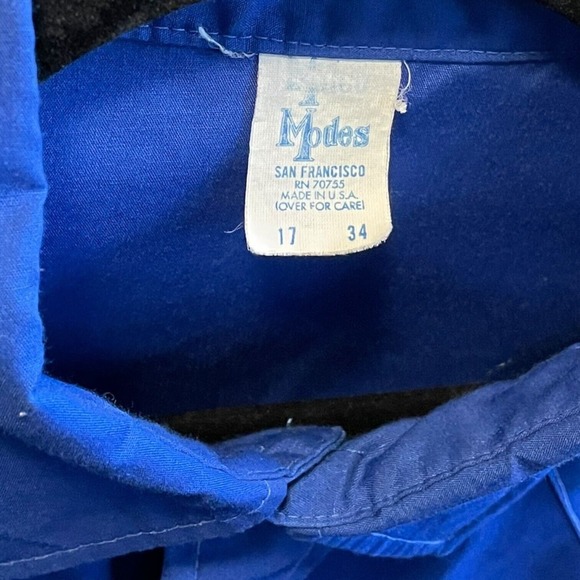 Modes
SAN FRANCISCO
RN 70755
MADE IN U.S.A.
(OVER FOR CARE)
17 34